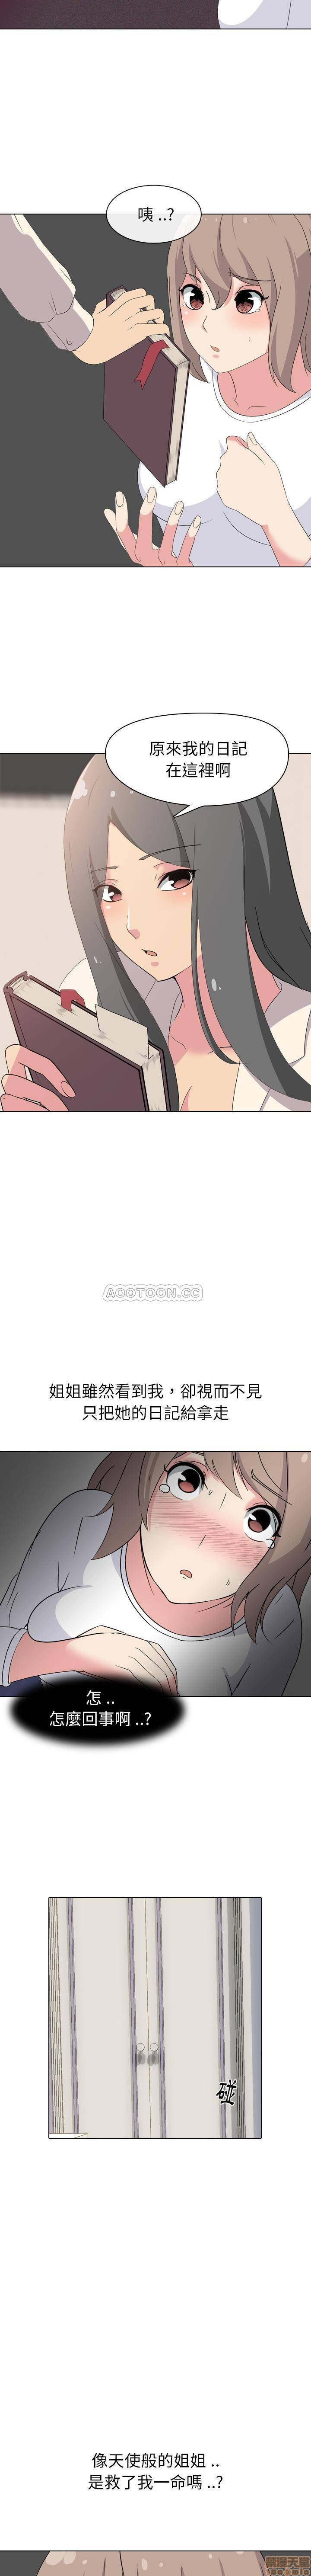 咦 ..?
原來我的日記
在這裡啊
AOOTOON.CC
姐姐雖然看到我，卻視而不見
只把她的日記給拿走
怎 ..
怎麼回事啊 ..?
碰
像天使般的姐姐 ..
是救了我一命嗎 ..?